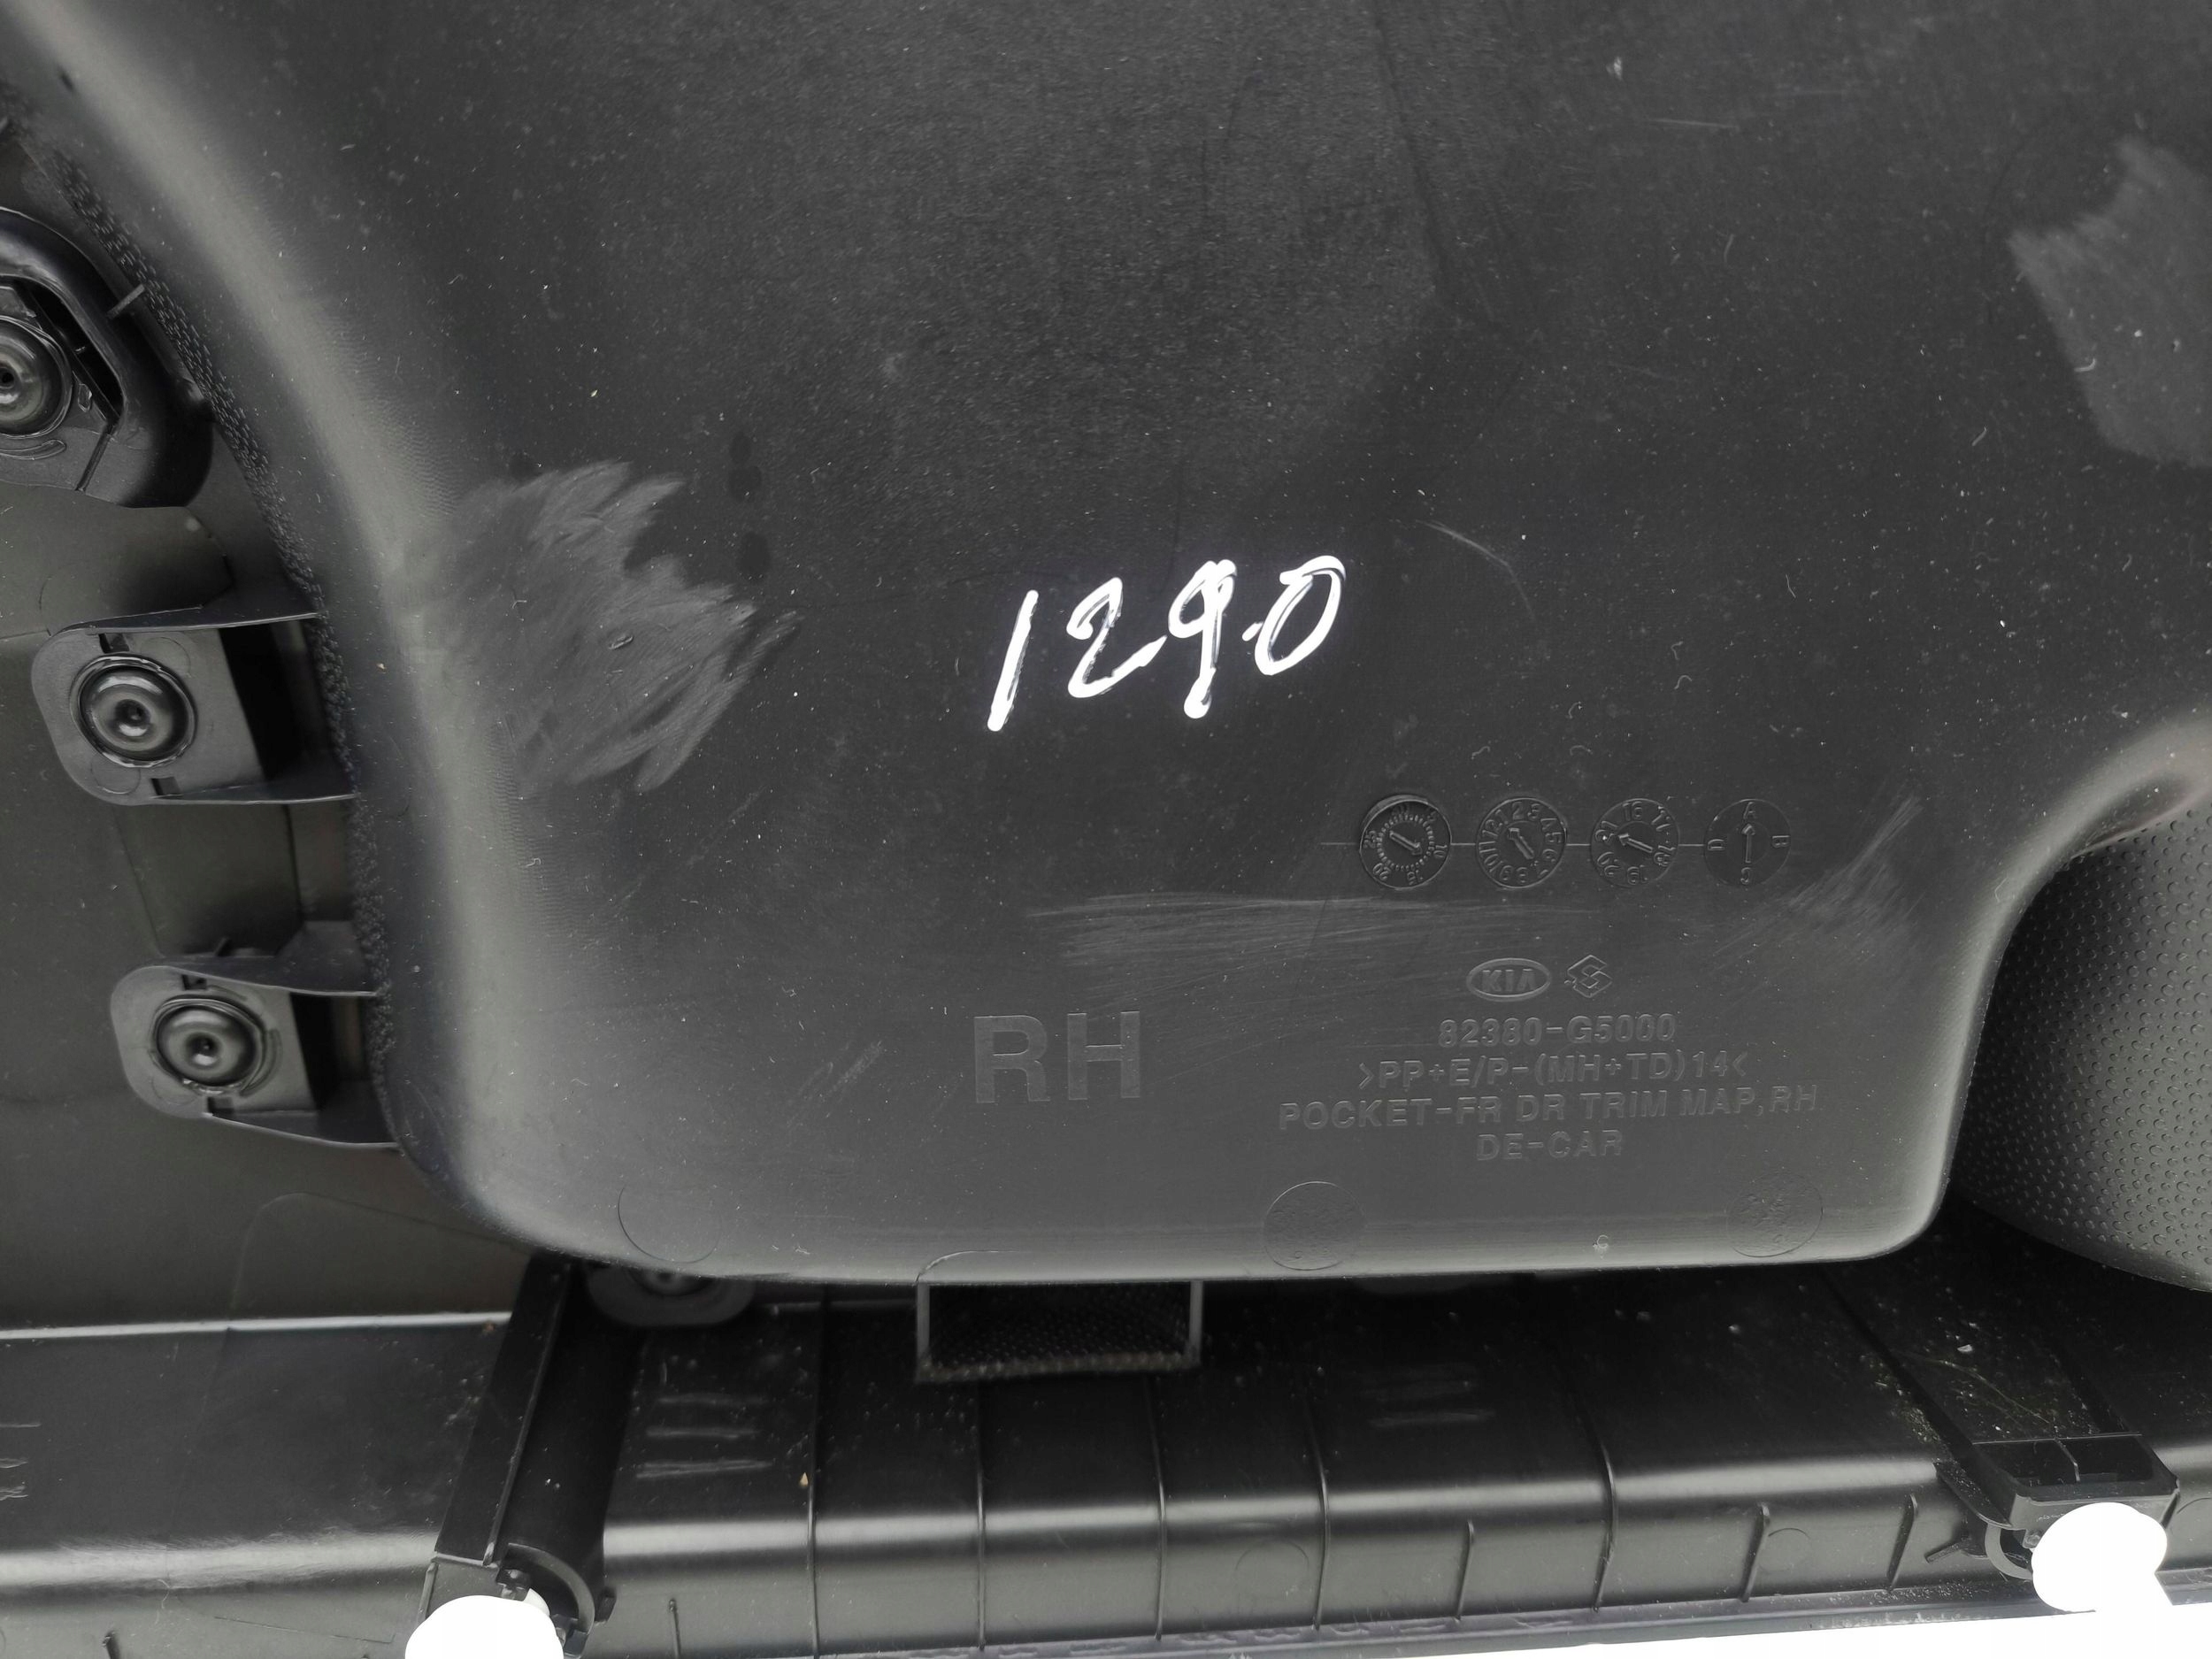 1290
A
B
C
D
KIA
RH
82380-G5000
>PP+E/P-(MH+TD)14<
POCKET-FR DR TRIM MAP,RH
DE-CAR